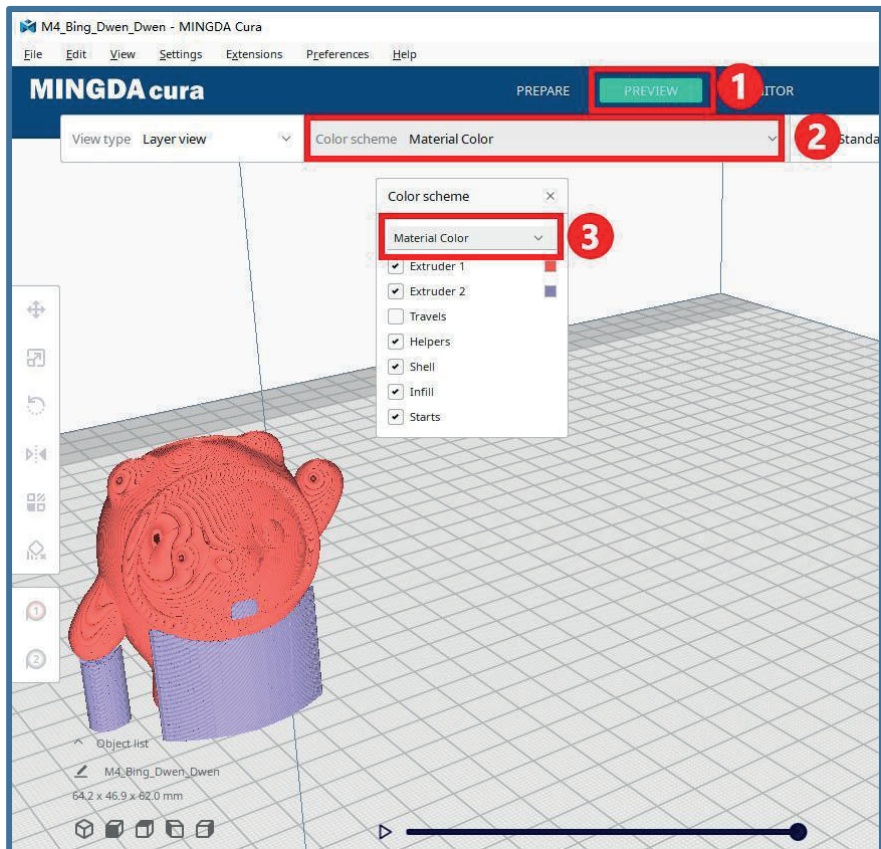 M4_Bing_Dwen_Dwen - MINGDA Cura
File Edit View Settings Extensions Preferences Help
MINGDA cura PREPARE PREVIEW 1 ITOR
View type Layer view Color scheme Material Color 2 Standa
Color scheme
Material Color 3
Extruder 1
Extruder 2
Travels
Helpers
Shell
Infill
Starts
1
2
Object list
M4_Bing_Dwen_Dwen
64.2 x 46.9 x 62.0 mm